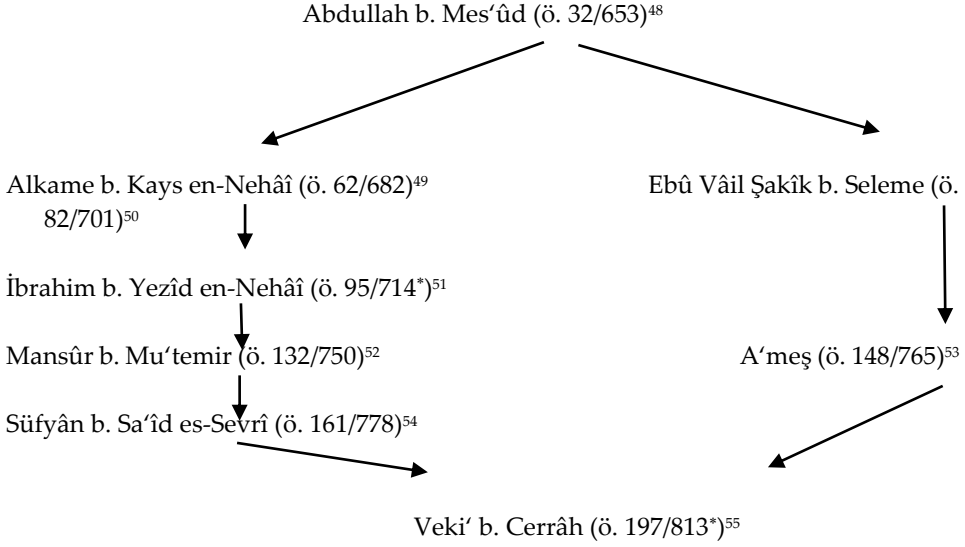 Abdullah b. Mes‘ûd (ö. 32/653)⁴⁸
Alkame b. Kays en-Nehâî (ö. 62/682)⁴⁹ Ebû Vâil Şakîk b. Seleme (ö.
82/701)⁵⁰
İbrahim b. Yezîd en-Nehâî (ö. 95/714*)⁵¹
Mansûr b. Mu‘temir (ö. 132/750)⁵² A‘meş (ö. 148/765)⁵³
Süfyân b. Sa‘îd es-Sevrî (ö. 161/778)⁵⁴
Veki‘ b. Cerrâh (ö. 197/813*)⁵⁵